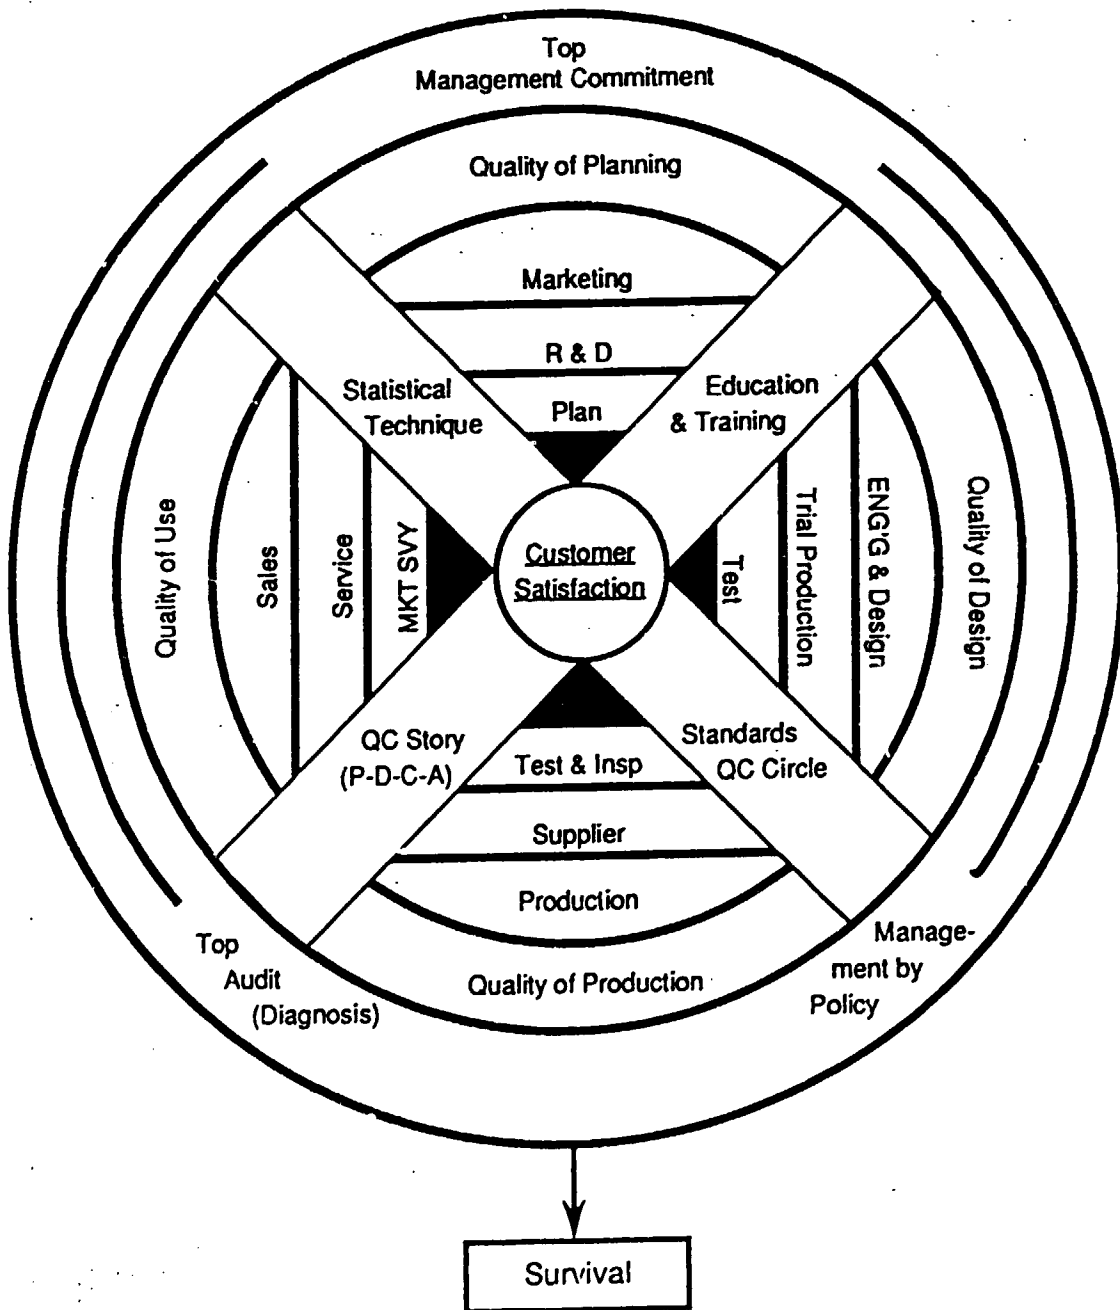 Top
Management Commitment
Quality of Planning
Marketing
R & D
Plan
Statistical
Technique
Education
& Training
Quality of Use
Sales
Service
MKT SVY
Customer
Satisfaction
Test
Trial Production
ENG'G & Design
Quality of Design
QC Story
(P-D-C-A)
Standards
QC Circle
Test & Insp
Supplier
Production
Quality of Production
Top
Audit
(Diagnosis)
Manage-
ment by
Policy
Survival